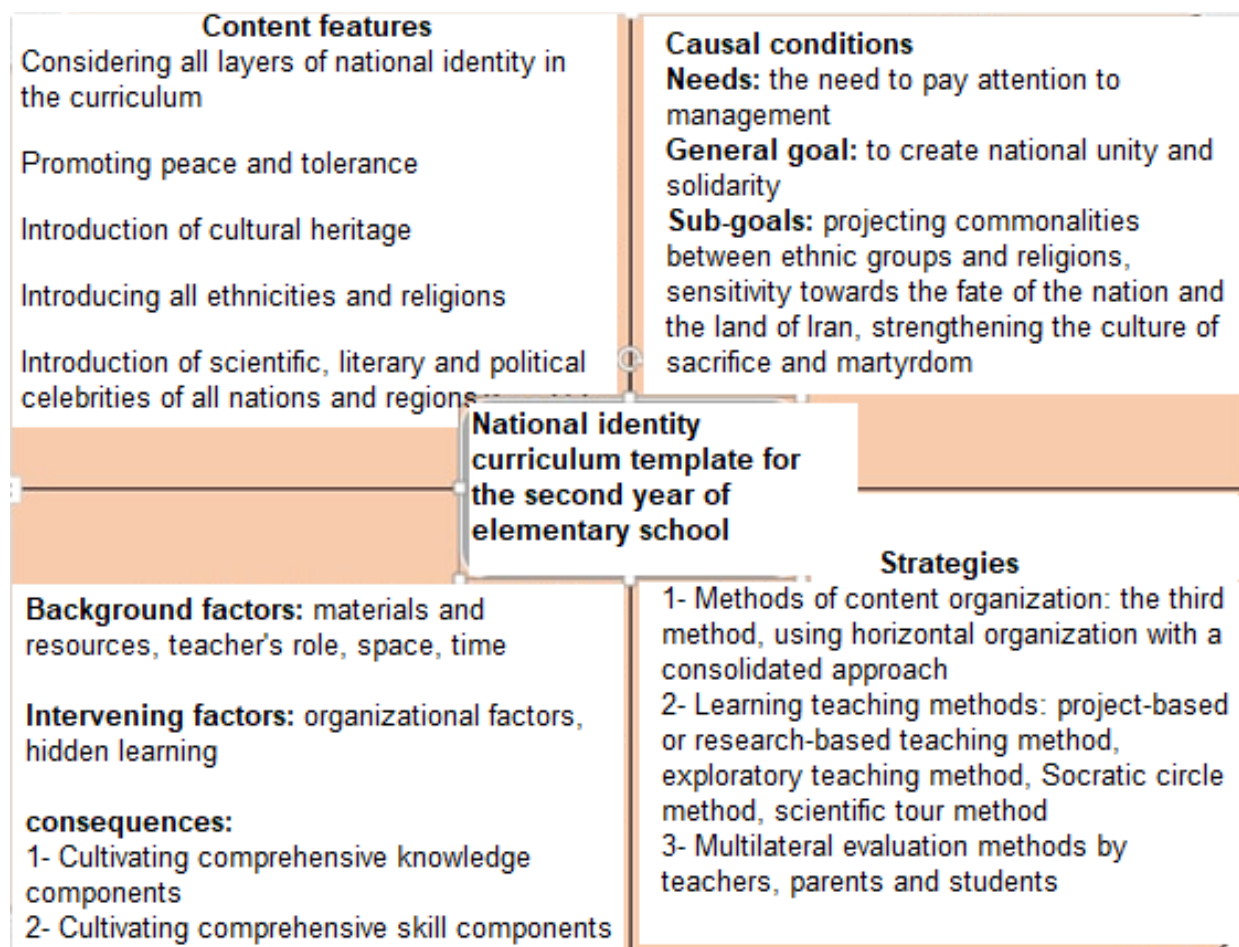 Content features
Considering all layers of national identity in
the curriculum
Promoting peace and tolerance
Introduction of cultural heritage
Introducing all ethnicities and religions
Introduction of scientific, literary and political
celebrities of all nations and regions
Causal conditions
Needs: the need to pay attention to
management
General goal: to create national unity and
solidarity
Sub-goals: projecting commonalities
between ethnic groups and religions,
sensitivity towards the fate of the nation and
the land of Iran, strengthening the culture of
sacrifice and martyrdom
National identity
curriculum template for
the second year of
elementary school
Background factors: materials and
resources, teacher's role, space, time
Intervening factors: organizational factors,
hidden learning
consequences:
1- Cultivating comprehensive knowledge
components
2- Cultivating comprehensive skill components
Strategies
1- Methods of content organization: the third
method, using horizontal organization with a
consolidated approach
2- Learning teaching methods: project-based
or research-based teaching method,
exploratory teaching method, Socratic circle
method, scientific tour method
3- Multilateral evaluation methods by
teachers, parents and students